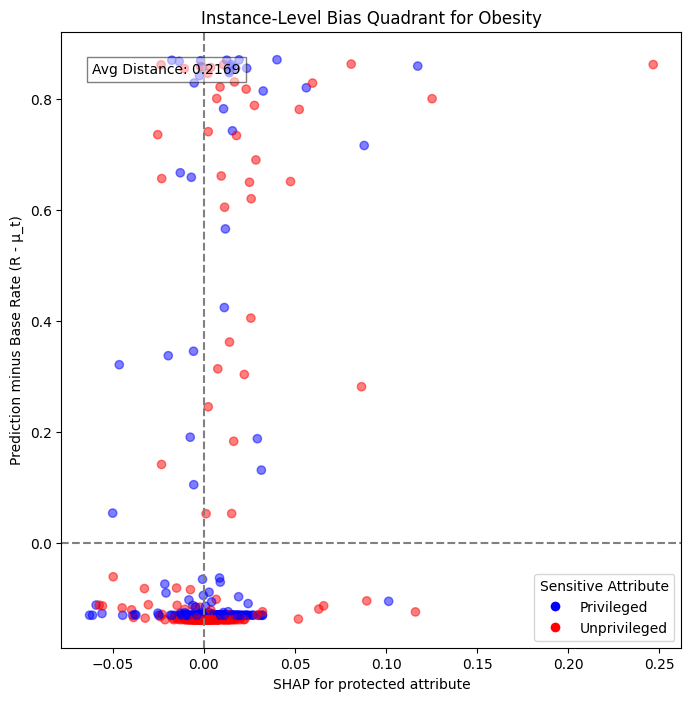 Instance-Level Bias Quadrant for Obesity
Avg Distance: 0.2169
Prediction minus Base Rate (R - μ_t)
0.8
0.6
0.4
0.2
0.0
Sensitive Attribute
Privileged
Unprivileged
−0.05
0.00
0.05
0.10
0.15
0.20
0.25
SHAP for protected attribute